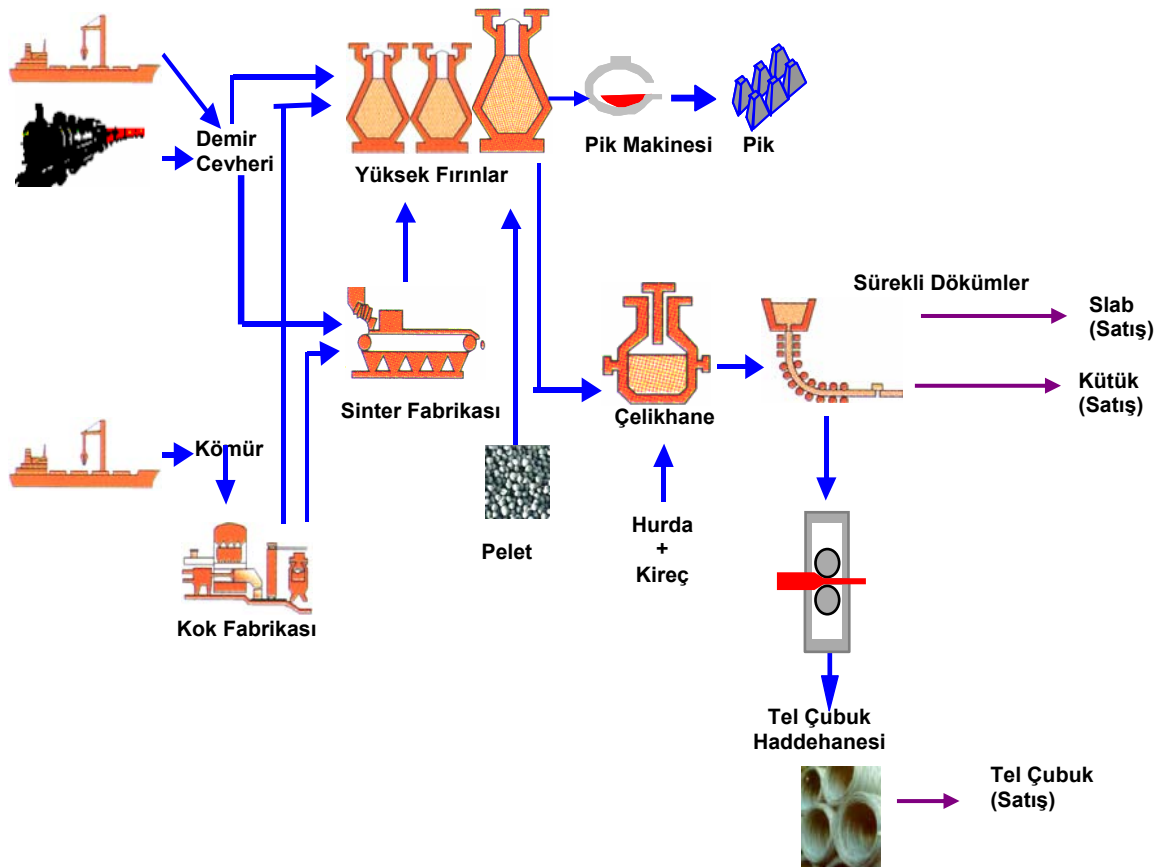 Demir
Cevheri
Yüksek Fırınlar
Pik Makinesi
Pik
Sinter Fabrikası
Sürekli Dökümler
Slab
(Satış)
Kütük
(Satış)
Çelikhane
Kömür
Kok Fabrikası
Pelet
Hurda
+
Kireç
Tel Çubuk
Haddehanesi
Tel Çubuk
(Satış)